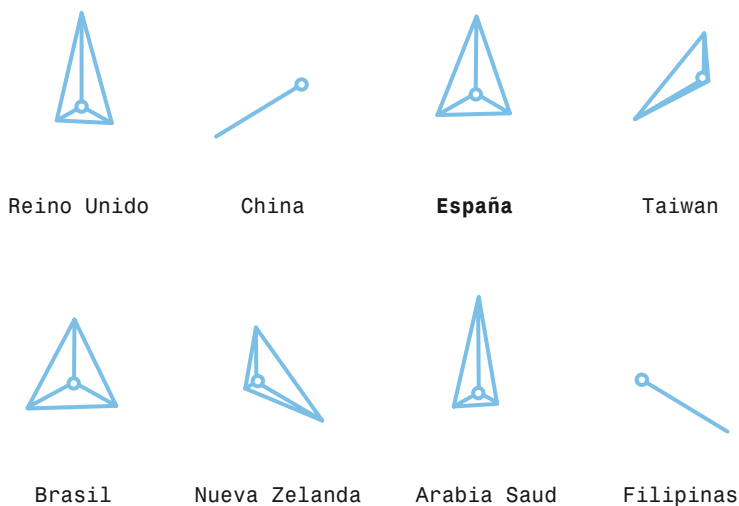 Reino Unido
China
España
Taiwan
Brasil
Nueva Zelanda
Arabia Saud
Filipinas